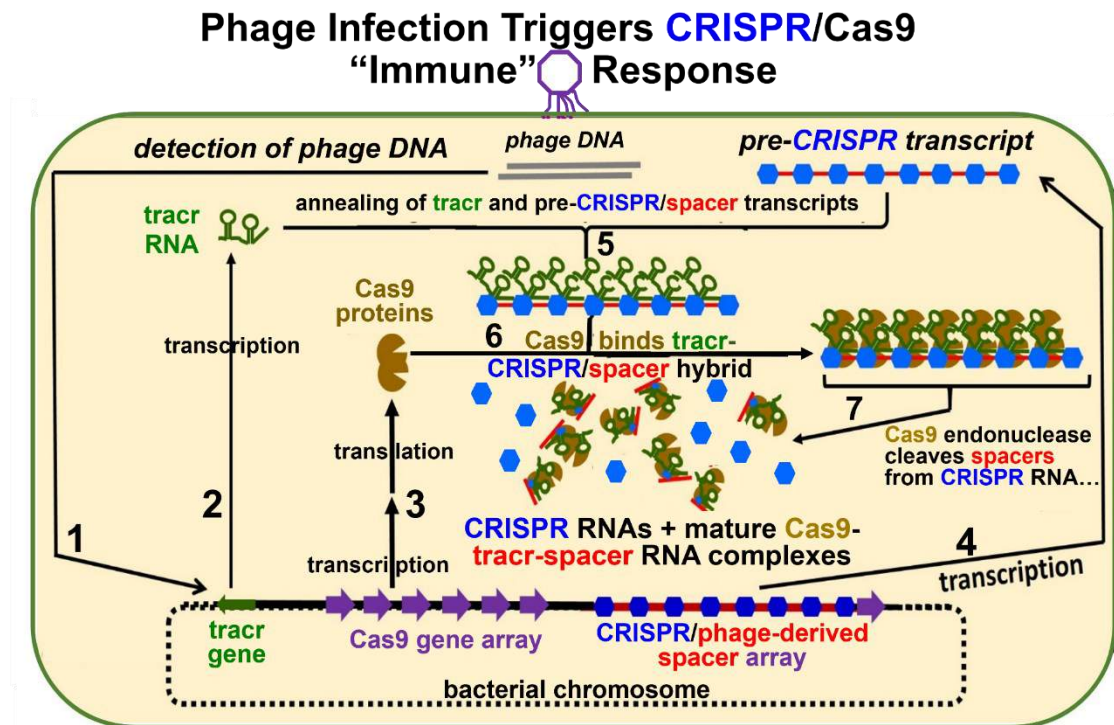 Phage Infection Triggers CRISPR/Cas9
“Immune” Response
detection of phage DNA
phage DNA
pre-CRISPR transcript
annealing of tracr and pre-CRISPR/spacer transcripts
tracr
RNA
5
Cas9
proteins
6
Cas9 binds tracr-
CRISPR/spacer hybrid
transcription
7
Cas9 endonuclease
cleaves spacers
from CRISPR RNA...
translation
1
2
3
CRISPR RNAs + mature Cas9-
tracr-spacer RNA complexes
4
transcription
transcription
tracr
gene
Cas9 gene array
CRISPR/phage-derived
spacer array
bacterial chromosome